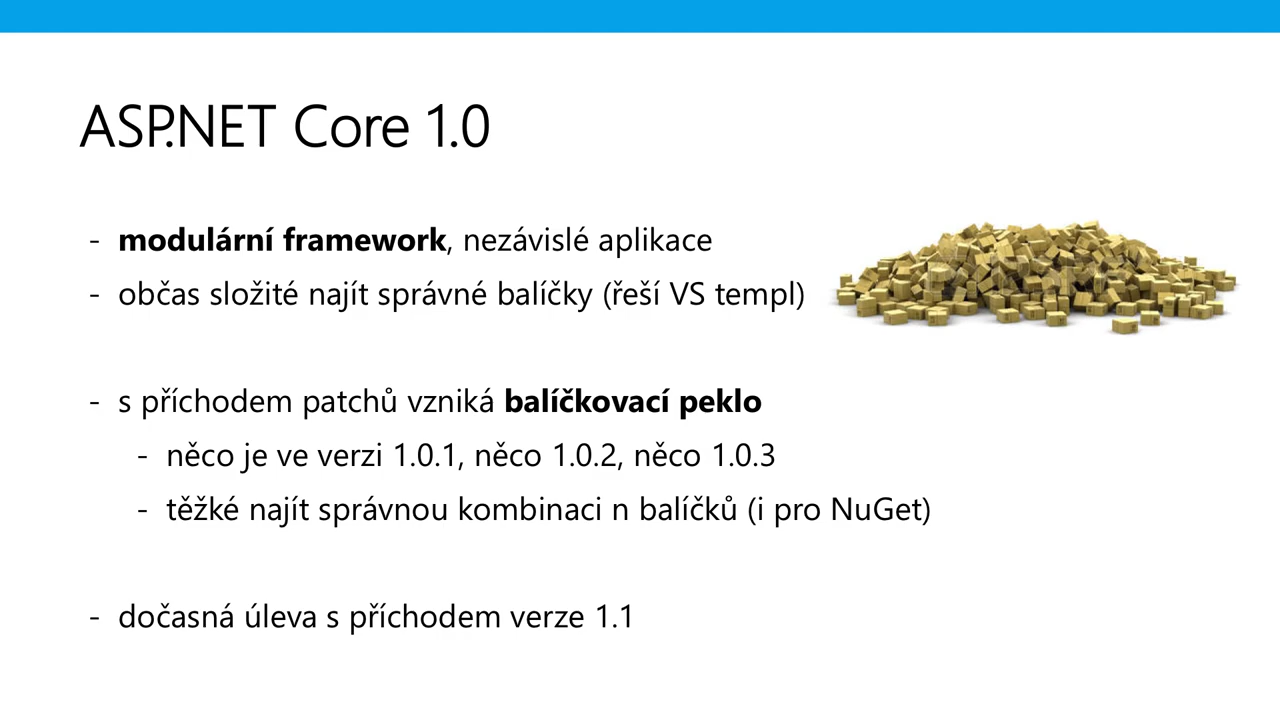 ASP.NET Core 1.0
- modulární framework, nezávislé aplikace
- občas složité najít správné balíčky (řeší VS templ)
- s příchodem patchů vzniká balíčkovací peklo
- něco je ve verzi 1.0.1, něco 1.0.2, něco 1.0.3
- těžké najít správnou kombinaci n balíčků (i pro NuGet)
- dočasná úleva s příchodem verze 1.1